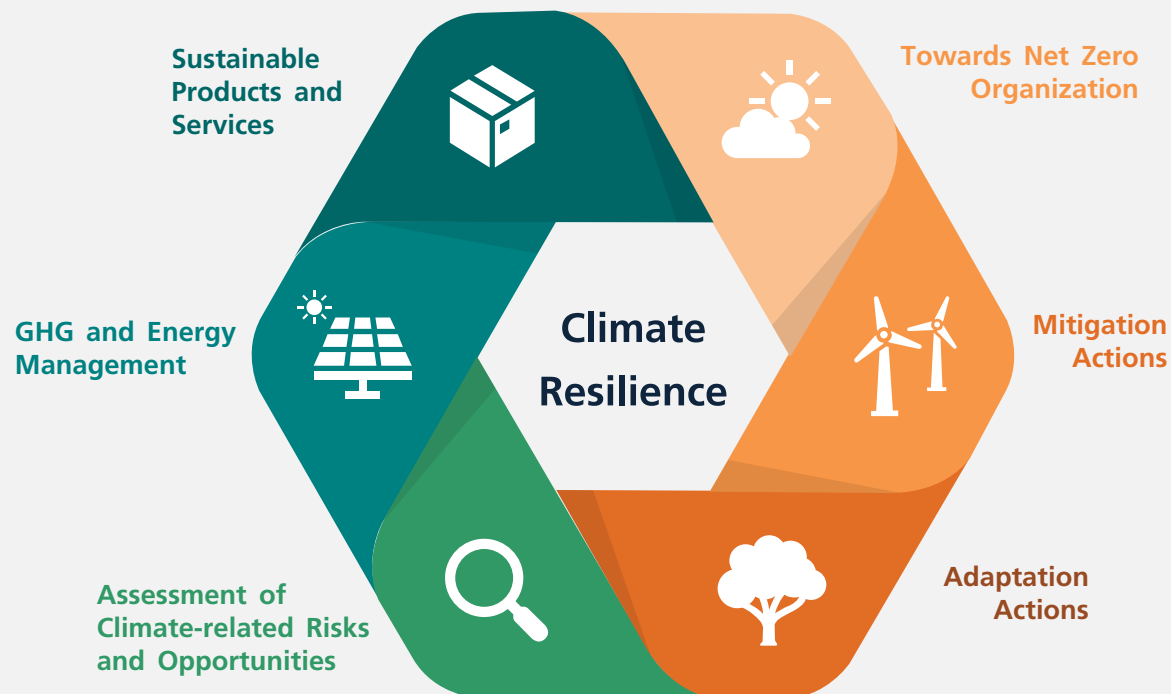 Sustainable
Products and
Services
Towards Net Zero
Organization
GHG and Energy
Management
Climate
Resilience
Mitigation
Actions
Assessment of
Climate-related Risks
and Opportunities
Adaptation
Actions